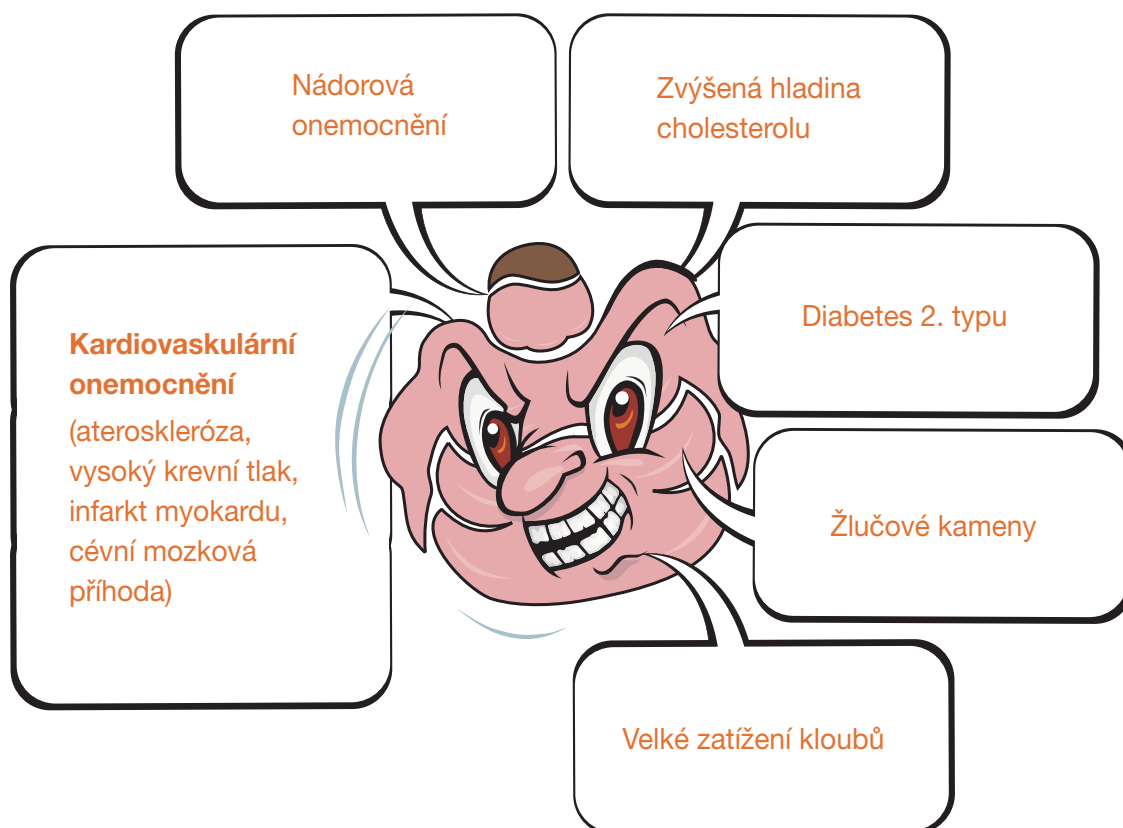 Nádorová
onemocnění
Zvýšená hladina
cholesterolu
Diabetes 2. typu
Kardiovaskulární
onemocnění
(ateroskleróza,
vysoký krevní tlak,
infarkt myokardu,
cévní mozková
příhoda)
Žlučové kameny
Velké zatížení kloubů